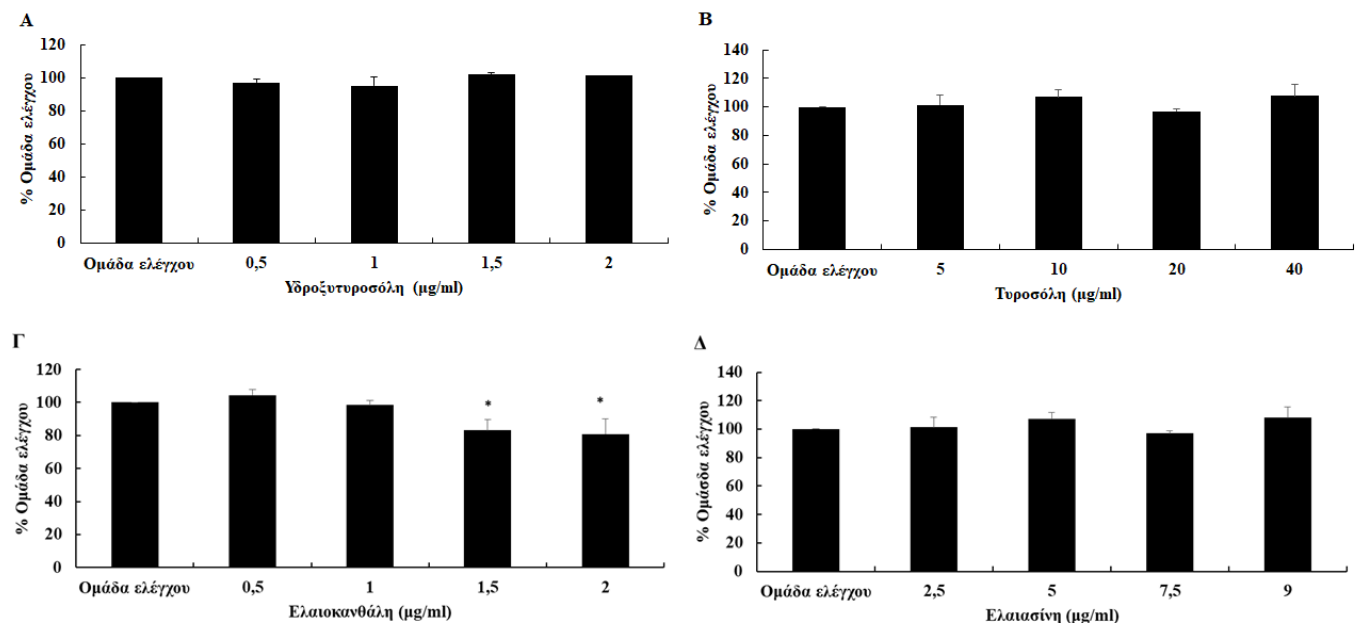 Α
% Ομάδα ελέγχου
120
100
80
60
40
20
0
Ομάδα ελέγχου 0,5 1 1,5 2
Υδροξυτυροσόλη (μg/ml)
Β
% Ομάδα ελέγχου
140
120
100
80
60
40
20
0
Ομάδα ελέγχου 5 10 20 40
Τυροσόλη (μg/ml)
Γ
% Ομάδα ελέγχου
120
100
80
60
40
20
0
* *
Ομάδα ελέγχου 0,5 1 1,5 2
Ελαιοκανθάλη (μg/ml)
Δ
% Ομάσδα ελέγχου
140
120
100
80
60
40
20
0
Ομάδα ελέγχου 2,5 5 7,5 9
Ελαιασίνη (μg/ml)